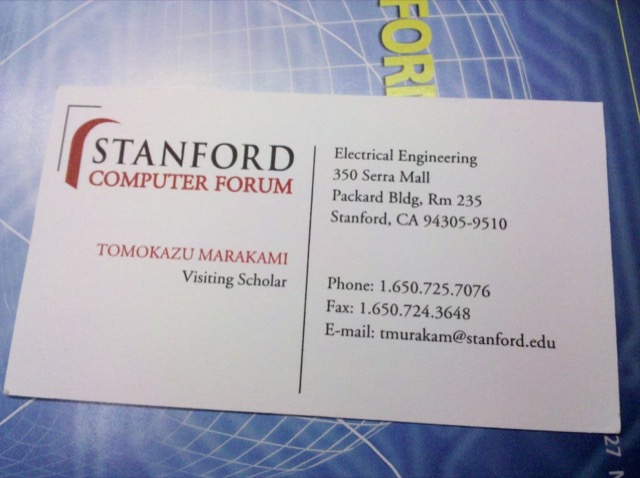 FORM
STANFORD
COMPUTER FORUM
TOMOKAZU MARAKAMI
Visiting Scholar
Electrical Engineering
350 Serra Mall
Packard Bldg, Rm 235
Stanford, CA 94305-9510
Phone: 1.650.725.7076
Fax: 1.650.724.3648
E-mail: tmurakam@stanford.edu
27 N